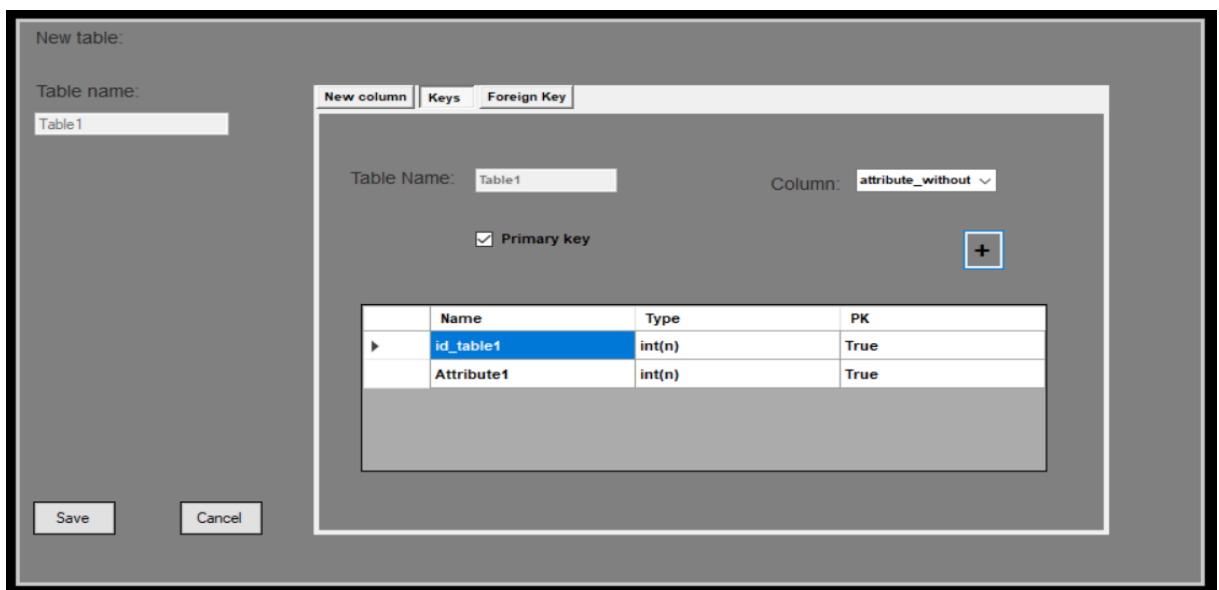 New table:
Table name:
Table1
New column Keys Foreign Key
Table Name: Table1 Column: attribute_without
Primary key
+
Name Type PK
id_table1 int(n) True
Attribute1 int(n) True
Save Cancel